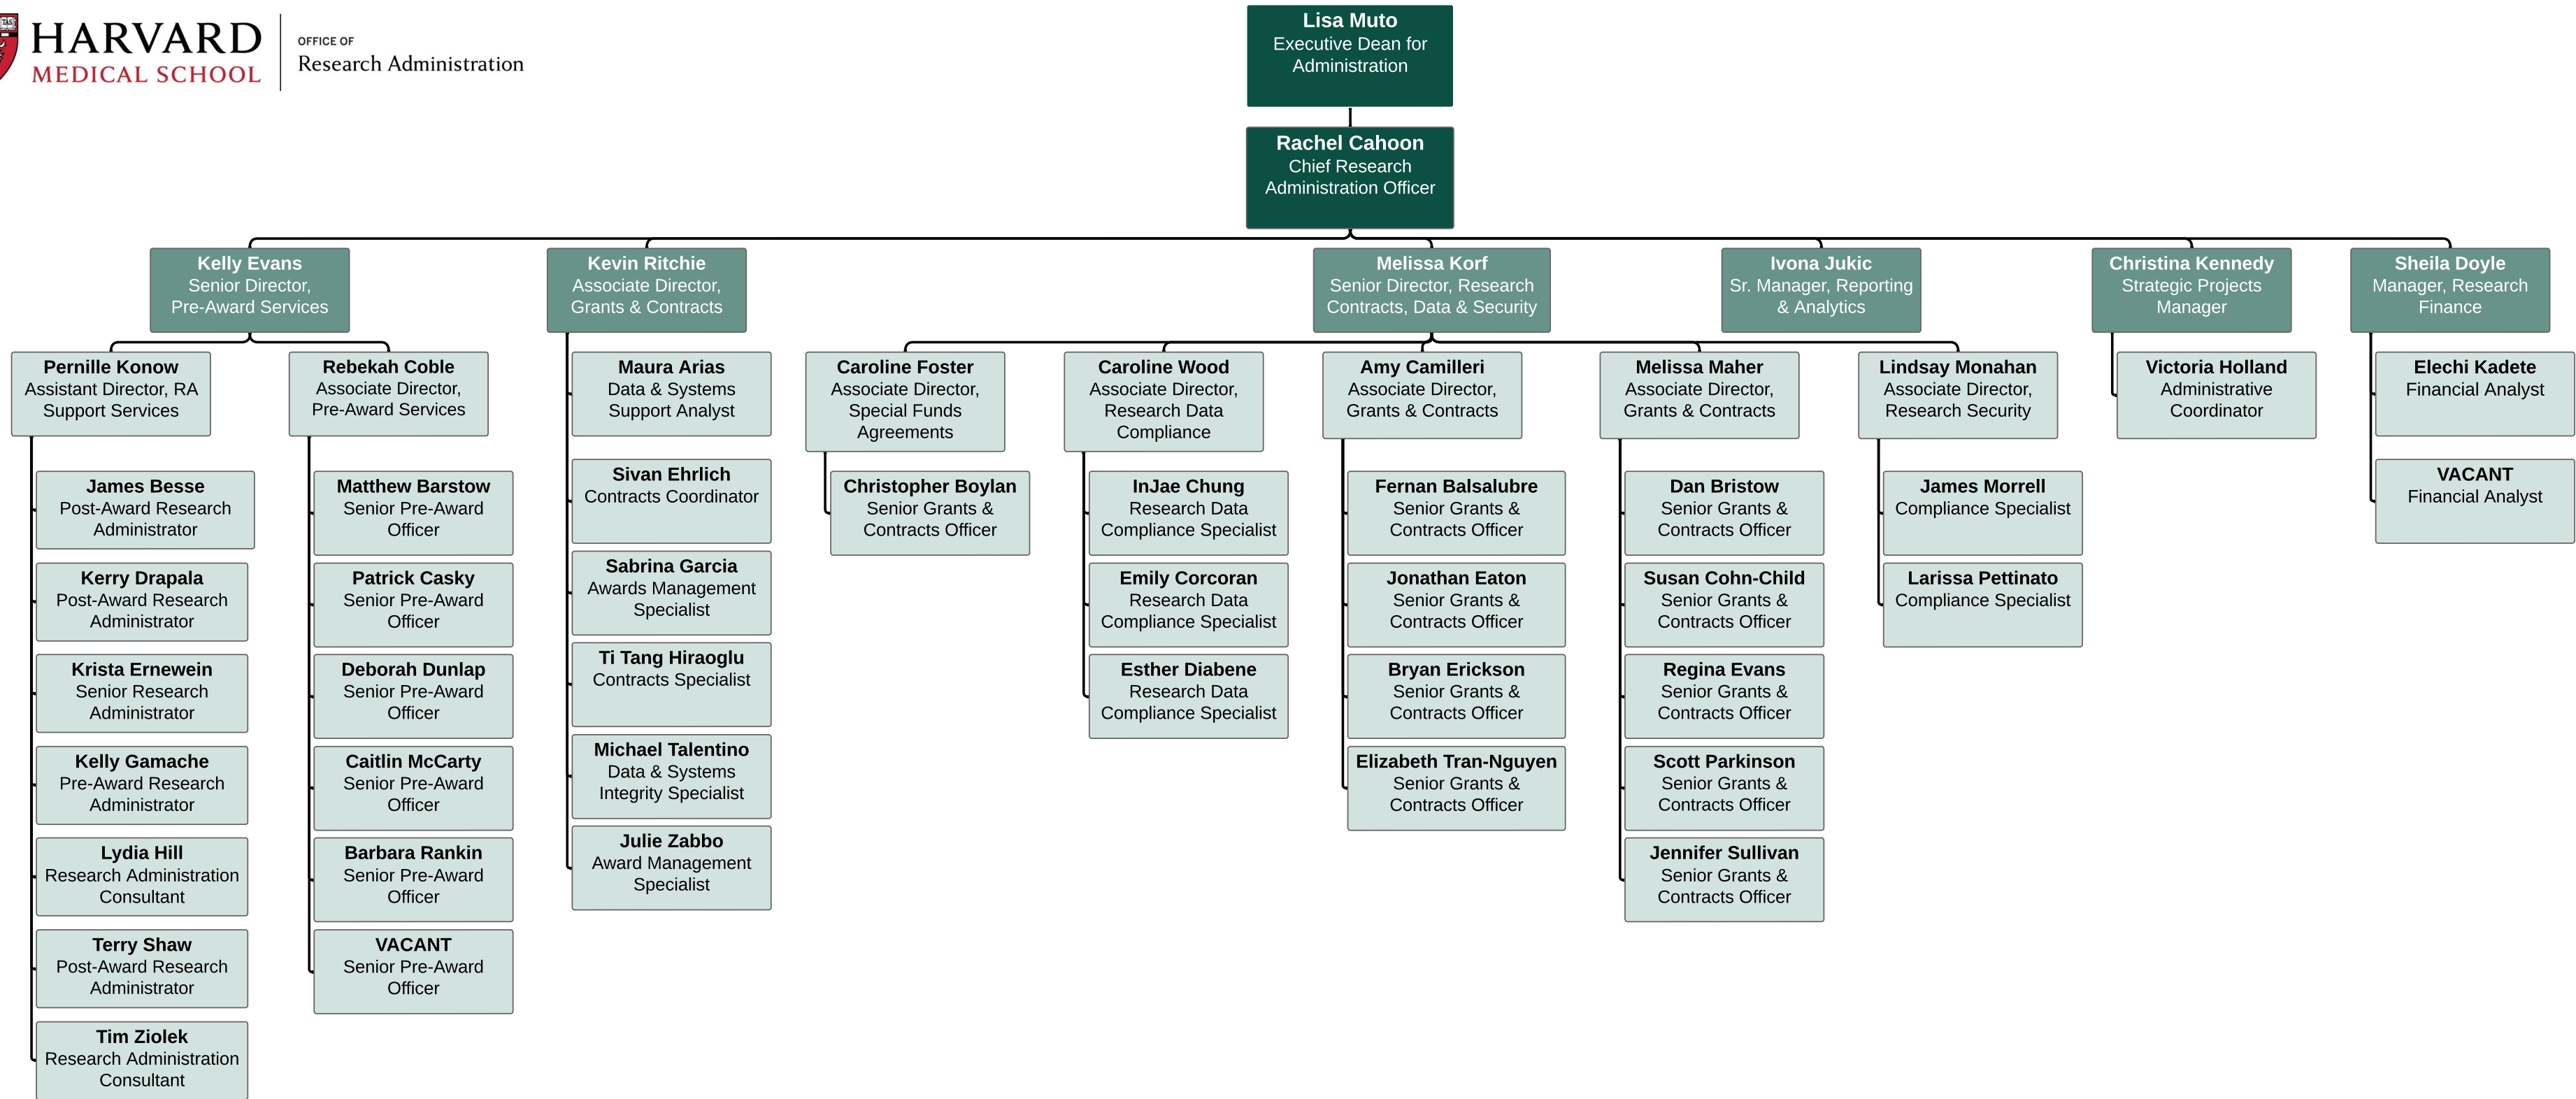 HARVARD
MEDICAL SCHOOL
OFFICE OF
Research Administration
Lisa Muto
Executive Dean for
Administration
Rachel Cahoon
Chief Research
Administration Officer
Kelly Evans
Senior Director,
Pre-Award Services
Kevin Ritchie
Associate Director,
Grants & Contracts
Melissa Korf
Senior Director, Research
Contracts, Data & Security
Ivona Jukic
Sr. Manager, Reporting
& Analytics
Christina Kennedy
Strategic Projects
Manager
Sheila Doyle
Manager, Research
Finance
Pernille Konow
Assistant Director, RA
Support Services
James Besse
Post-Award Research
Administrator
Kerry Drapala
Post-Award Research
Administrator
Krista Ernewein
Senior Research
Administrator
Kelly Gamache
Pre-Award Research
Administrator
Lydia Hill
Research Administration
Consultant
Terry Shaw
Post-Award Research
Administrator
Tim Ziolek
Research Administration
Consultant
Rebekah Coble
Associate Director,
Pre-Award Services
Matthew Barstow
Senior Pre-Award
Officer
Patrick Casky
Senior Pre-Award
Officer
Deborah Dunlap
Senior Pre-Award
Officer
Caitlin McCarty
Senior Pre-Award
Officer
Barbara Rankin
Senior Pre-Award
Officer
VACANT
Senior Pre-Award
Officer
Maura Arias
Data & Systems
Support Analyst
Sivan Ehrlich
Contracts Coordinator
Sabrina Garcia
Awards Management
Specialist
Ti Tang Hiraoglu
Contracts Specialist
Michael Talentino
Data & Systems
Integrity Specialist
Julie Zabbo
Award Management
Specialist
Caroline Foster
Associate Director,
Special Funds
Agreements
Christopher Boylan
Senior Grants &
Contracts Officer
Caroline Wood
Associate Director,
Research Data
Compliance
InJae Chung
Research Data
Compliance Specialist
Emily Corcoran
Research Data
Compliance Specialist
Esther Diabene
Research Data
Compliance Specialist
Amy Camilleri
Associate Director,
Grants & Contracts
Fernan Balsalubre
Senior Grants &
Contracts Officer
Jonathan Eaton
Senior Grants &
Contracts Officer
Bryan Erickson
Senior Grants &
Contracts Officer
Elizabeth Tran-Nguyen
Senior Grants &
Contracts Officer
Melissa Maher
Associate Director,
Grants & Contracts
Dan Bristow
Senior Grants &
Contracts Officer
Susan Cohn-Child
Senior Grants &
Contracts Officer
Regina Evans
Senior Grants &
Contracts Officer
Scott Parkinson
Senior Grants &
Contracts Officer
Jennifer Sullivan
Senior Grants &
Contracts Officer
Lindsay Monahan
Associate Director,
Research Security
James Morrell
Compliance Specialist
Larissa Pettinato
Compliance Specialist
Victoria Holland
Administrative
Coordinator
Elechi Kadete
Financial Analyst
VACANT
Financial Analyst